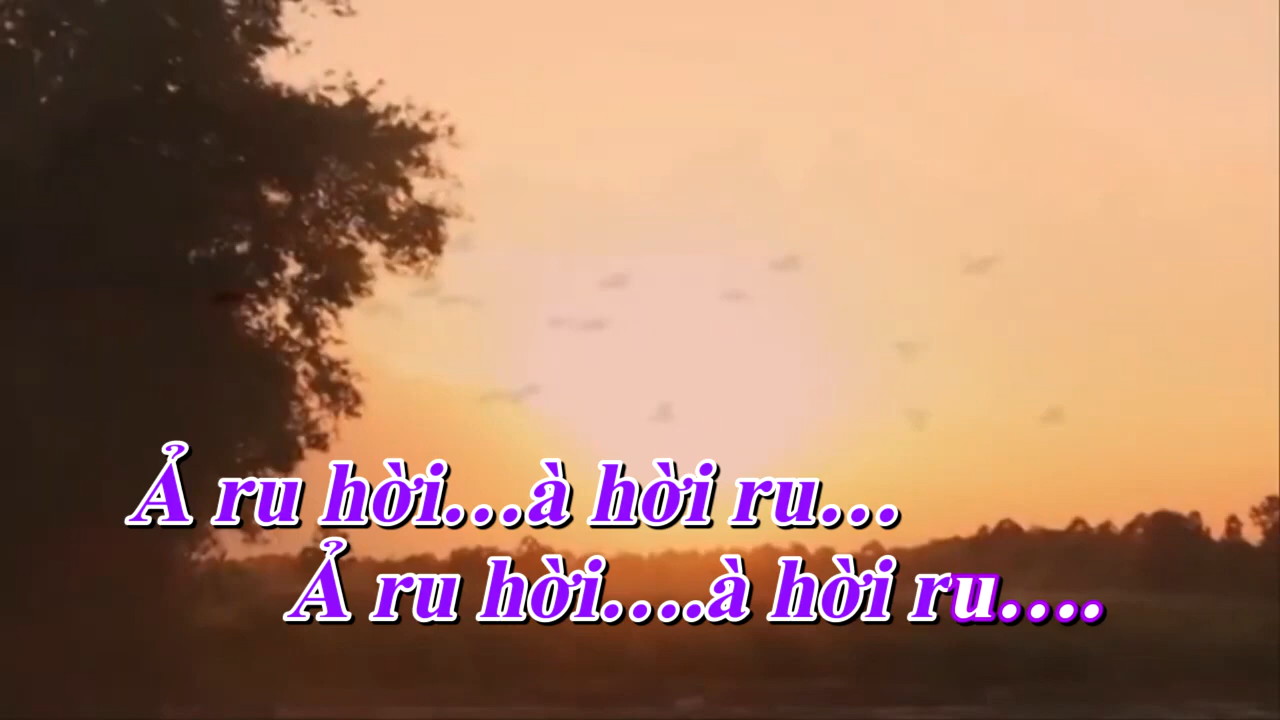 Ả ru hời...à hời ru...
Ả ru hời....à hời ru....